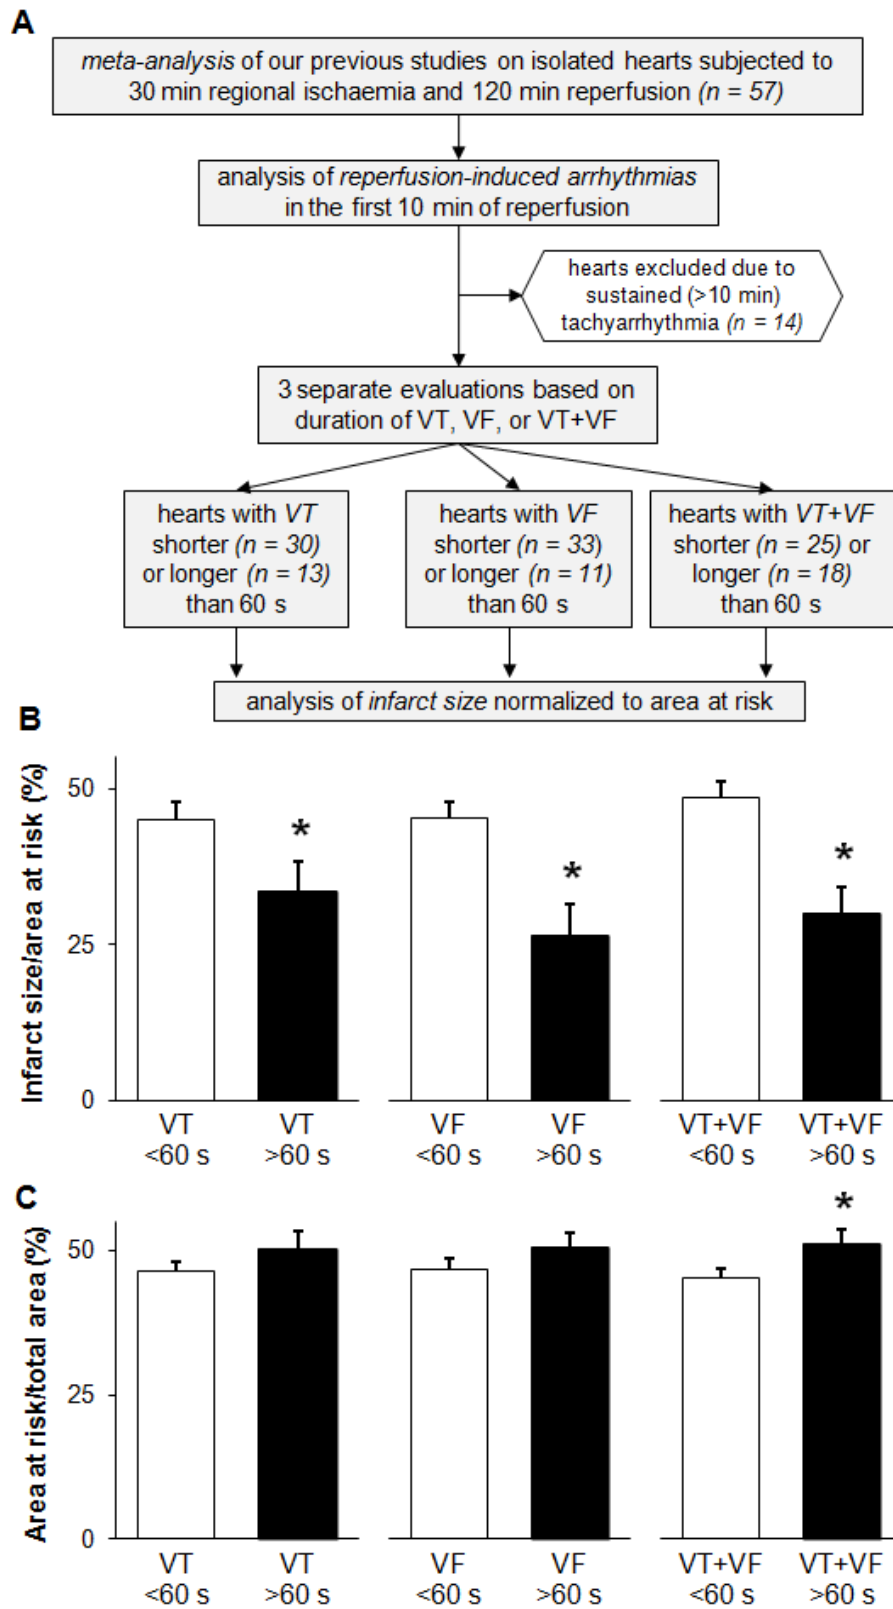 A
meta-analysis of our previous studies on isolated hearts subjected to
30 min regional ischaemia and 120 min reperfusion (n = 57)
analysis of reperfusion-induced arrhythmias
in the first 10 min of reperfusion
hearts excluded due to
sustained (>10 min)
tachyarrhythmia (n = 14)
3 separate evaluations based on
duration of VT, VF, or VT+VF
hearts with VT
shorter (n = 30)
or longer (n = 13)
than 60 s
hearts with VF
shorter (n = 33)
or longer (n = 11)
than 60 s
hearts with VT+VF
shorter (n = 25) or
longer (n = 18)
than 60 s
analysis of infarct size normalized to area at risk
B
Infarct size/area at risk (%)
50
25
0
*
*
*
VT
<60 s
VT
>60 s
VF
<60 s
VF
>60 s
VT+VF
<60 s
VT+VF
>60 s
C
Area at risk/total area (%)
50
25
0
*
VT
<60 s
VT
>60 s
VF
<60 s
VF
>60 s
VT+VF
<60 s
VT+VF
>60 s